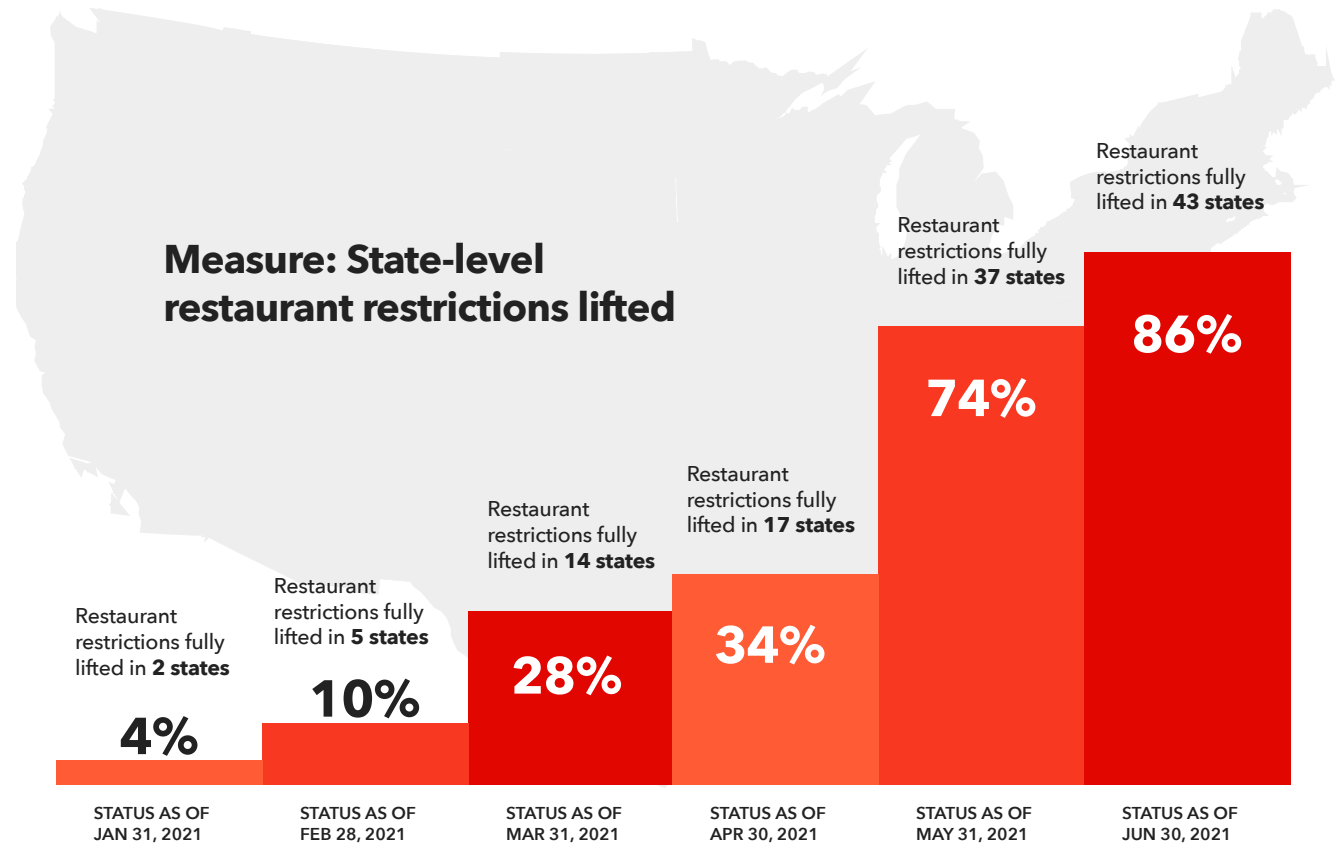 Measure: State-level
restaurant restrictions lifted
Restaurant
restrictions fully
lifted in 2 states
4%
STATUS AS OF
JAN 31, 2021
Restaurant
restrictions fully
lifted in 5 states
10%
STATUS AS OF
FEB 28, 2021
Restaurant
restrictions fully
lifted in 14 states
28%
STATUS AS OF
MAR 31, 2021
Restaurant
restrictions fully
lifted in 17 states
34%
STATUS AS OF
APR 30, 2021
Restaurant
restrictions fully
lifted in 37 states
74%
STATUS AS OF
MAY 31, 2021
Restaurant
restrictions fully
lifted in 43 states
86%
STATUS AS OF
JUN 30, 2021